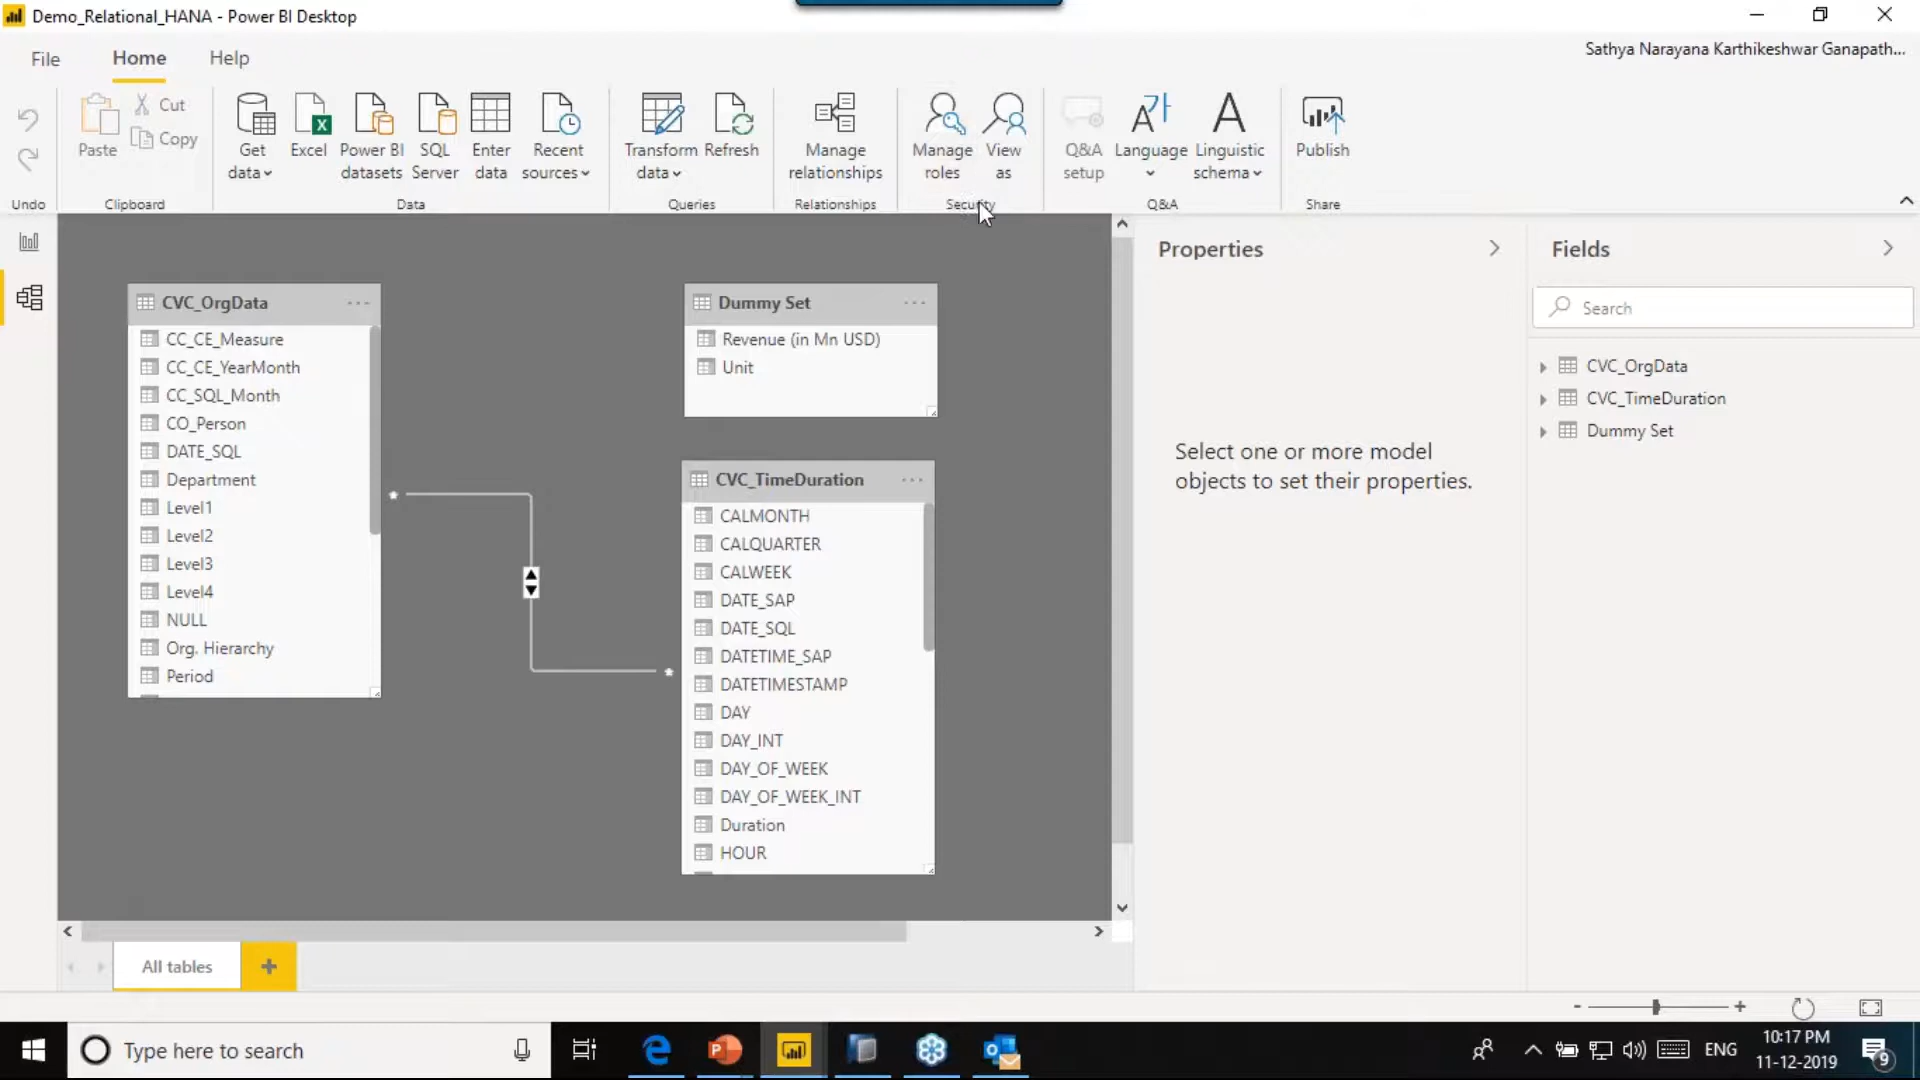 Demo_Relational_HANA - Power BI Desktop
Sathya Narayana Karthikeshwar Ganapath...
File
Home
Help
Undo
Paste
Cut
Copy
Clipboard
Get data
Excel
Power BI datasets
SQL Server
Enter data
Recent sources
Data
Transform data
Refresh
Queries
Manage relationships
Relationships
Manage roles
View as
Security
Q&A setup
Language
Linguistic schema
Q&A
Publish
Share
CVC_OrgData
CC_CE_Measure
CC_CE_YearMonth
CC_SQL_Month
CO_Person
DATE_SQL
Department
Level1
Level2
Level3
Level4
NULL
Org. Hierarchy
Period
Dummy Set
Revenue (in Mn USD)
Unit
CVC_TimeDuration
CALMONTH
CALQUARTER
CALWEEK
DATE_SAP
DATE_SQL
DATETIME_SAP
DATETIMESTAMP
DAY
DAY_INT
DAY_OF_WEEK
DAY_OF_WEEK_INT
Duration
HOUR
Properties
Select one or more model
objects to set their properties.
Fields
Search
CVC_OrgData
CVC_TimeDuration
Dummy Set
All tables
Type here to search
ENG
10:17 PM
11-12-2019
9